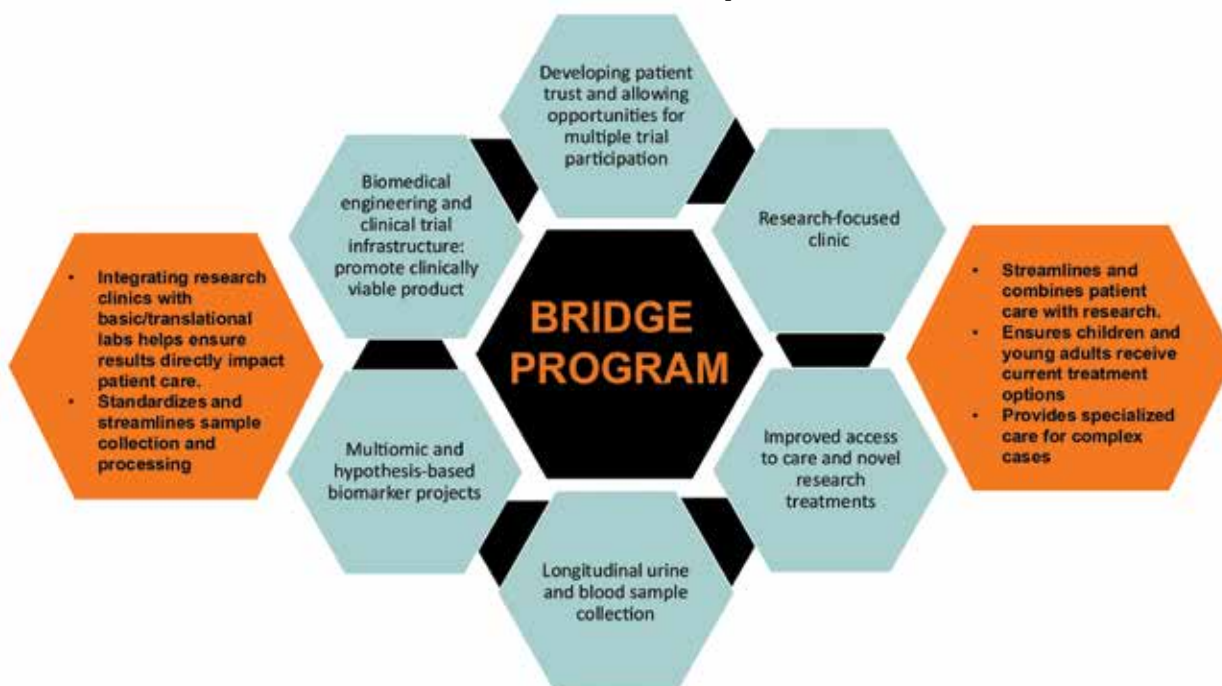 Developing patient
trust and allowing
opportunities for
multiple trial
participation
Biomedical
engineering and
clinical trial
infrastructure:
promote clinically
viable product
Research-focused
clinic
• Integrating research
clinics with
basic/translational
labs helps ensure
results directly impact
patient care.
• Standardizes and
streamlines sample
collection and
processing
BRIDGE
PROGRAM
• Streamlines and
combines patient
care with research.
• Ensures children and
young adults receive
current treatment
options
• Provides specialized
care for complex
cases
Multiomic and
hypothesis-based
biomarker projects
Improved access
to care and novel
research
treatments
Longitudinal urine
and blood sample
collection